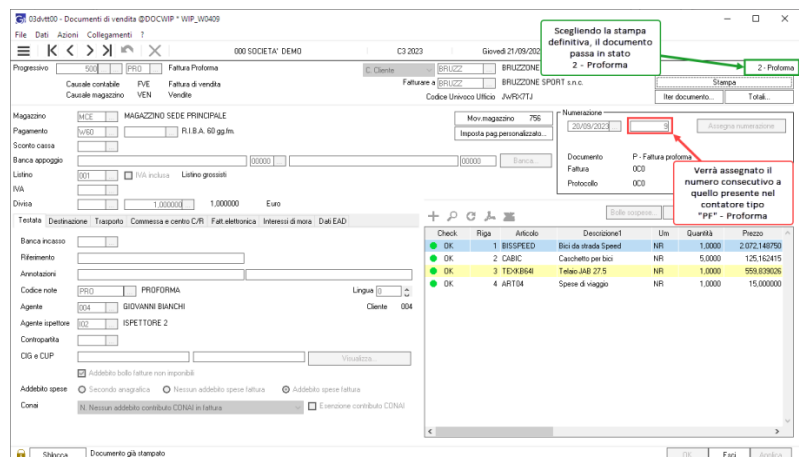 03dvtt00 - Documenti di vendita @DOCWIP * WIP_W0409
File Dati Azioni Collegamenti ?
000 SOCIETA' DEMO C3 2023 Giovedì 21/09/202
Scegliendo la stampa
definitiva, il documento
passa in stato
2 - Proforma
Progressivo 500 PRO Fattura Proforma C. Cliente BRUZZ BRUZZONE 2 - Proforma
Causale contabile FVE Fattura di vendita Fatturare a BRUZZ BRUZZONE SPORT s.n.c. Stampa
Causale magazzino VEN Vendite Codice Univoco Ufficio JWRX7TJ Iter documento... Totali...
Magazzino MCE MAGAZZINO SEDE PRINCIPALE Mov.magazzino 756 Numerazione
Pagamento W60 R.I.B.A. 60 gg.fm. Imposta pag.personalizzato... 20/09/2023 9 Assegna numerazione
Sconto cassa
Banca appoggio 00000 00000 Banca... Documento P - Fattura proforma
Listino 001 IVA inclusa Listino grossisti Fattura 0C0
IVA Protocollo 0C0
Divisa 1,000000 1,000000 Euro
Verrà assegnato il
numero consecutivo a
quello presente nel
contatore tipo
"PF" - Proforma
Bolle sospese...
Testata Destinazione Trasporto Commessa e centro C/R Fatt.elettronica Interessi di mora Dati EAD
Check Riga Articolo Descrizione1 Um Quantità Prezzo
OK 1 BISSPEED Bici da strada Speed NR 1,0000 2.072,148750
OK 2 CABIC Caschetto per bici NR 5,0000 125,162415
OK 3 TEXKB64I Telaio JAB 27.5 NR 1,0000 559,839026
OK 4 ART04 Spese di viaggio NR 1,0000 15,000000
Banca incasso
Riferimento
Annotazioni
Codice note PRO PROFORMA Lingua 0
Agente 004 GIOVANNI BIANCHI Cliente 004
Agente ispettore I02 ISPETTORE 2
Contropartita
CIG e CUP Visualizza...
Addebito bollo fatture non imponibili
Addebito spese Secondo anagrafica Nessun addebito spese fattura Addebito spese fattura
Conai N. Nessun addebito contributo CONAI in fattura Esenzione contributo CONAI
Sblocca Documento già stampato OK Esci Applica